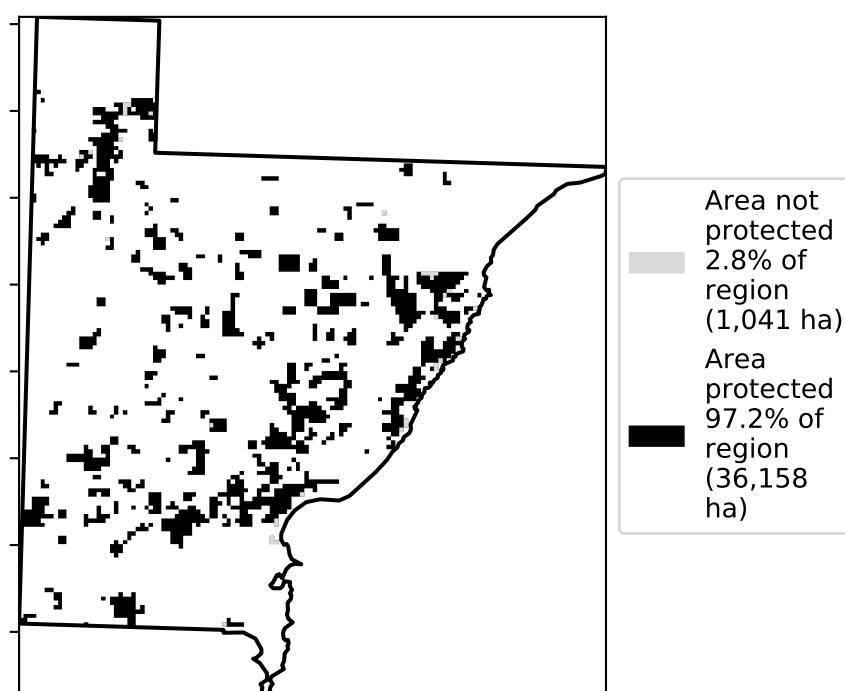 Area not
protected
2.8% of
region
(1,041 ha)
Area
protected
97.2% of
region
(36,158
ha)